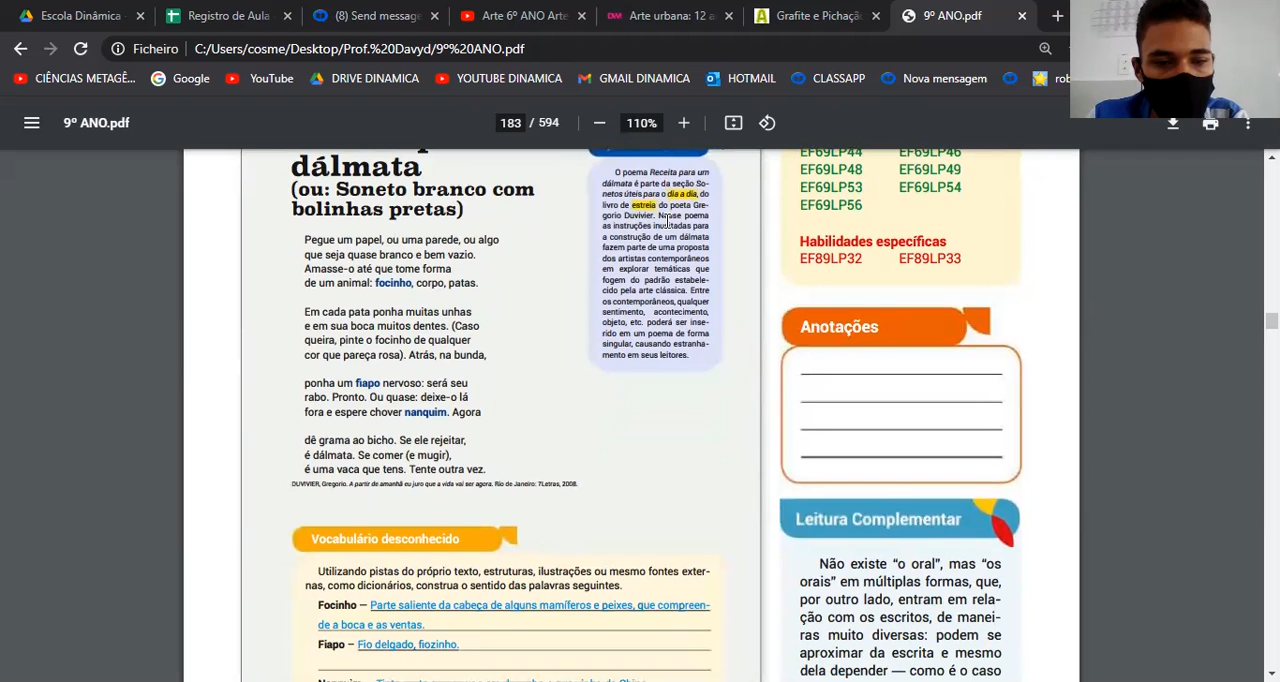 Escola Dinâmica -
Registro de Aula -
(8) Send message
Arte 6º ANO Arte
Arte urbana: 12 a
Grafite e Pichação
9º ANO.pdf
Ficheiro
C:/Users/cosme/Desktop/Prof.%20Davyd/9º%20ANO.pdf
CIÊNCIAS METAGÊ...
Google
YouTube
DRIVE DINAMICA
YOUTUBE DINAMICA
GMAIL DINAMICA
HOTMAIL
CLASSAPP
Nova mensagem
rob
9º ANO.pdf
183 / 594
110%
dálmata
(ou: Soneto branco com
bolinhas pretas)
Pegue um papel, ou uma parede, ou algo
que seja quase branco e bem vazio.
Amasse-o até que tome forma
de um animal: focinho, corpo, patas.
Em cada pata ponha muitas unhas
e em sua boca muitos dentes. (Caso
queira, pinte o focinho de qualquer
cor que pareça rosa). Atrás, na bunda,
ponha um fiapo nervoso: será seu
rabo. Pronto. Ou quase: deixe-o lá
fora e espere chover nanquim. Agora
dê grama ao bicho. Se ele rejeitar,
é dálmata. Se comer (e mugir),
é uma vaca que tens. Tente outra vez.
DUVIVIER, Gregorio. A partir de amanhã eu juro que a vida vai ser agora. Rio de Janeiro: 7Letras, 2008.
O poema Receita para um
dálmata é parte da seção So-
netos úteis para o dia a dia, do
livro de estreia do poeta Gre-
gorio Duvivier. Nesse poema
as instruções inusitadas para
a construção de um dálmata
fazem parte de uma proposta
dos artistas contemporâneos
em explorar temáticas que
fogem do padrão estabele-
cido pela arte clássica. Entre
os contemporâneos, qualquer
sentimento, acontecimento,
objeto, etc. poderá ser inse-
rido em um poema de forma
singular, causando estranha-
mento em seus leitores.
Vocabulário desconhecido
Utilizando pistas do próprio texto, estruturas, ilustrações ou mesmo fontes exter-
nas, como dicionários, construa o sentido das palavras seguintes.
Focinho — Parte saliente da cabeça de alguns mamíferos e peixes, que compreen-
de a boca e as ventas.
Fiapo — Fio delgado, fiozinho.
EF69LP44 EF69LP46
EF69LP48 EF69LP49
EF69LP53 EF69LP54
EF69LP56
Habilidades específicas
EF89LP32 EF89LP33
Anotações
Leitura Complementar
Não existe “o oral”, mas “os
orais” em múltiplas formas, que,
por outro lado, entram em rela-
ção com os escritos, de manei-
ras muito diversas: podem se
aproximar da escrita e mesmo
dela depender — como é o caso